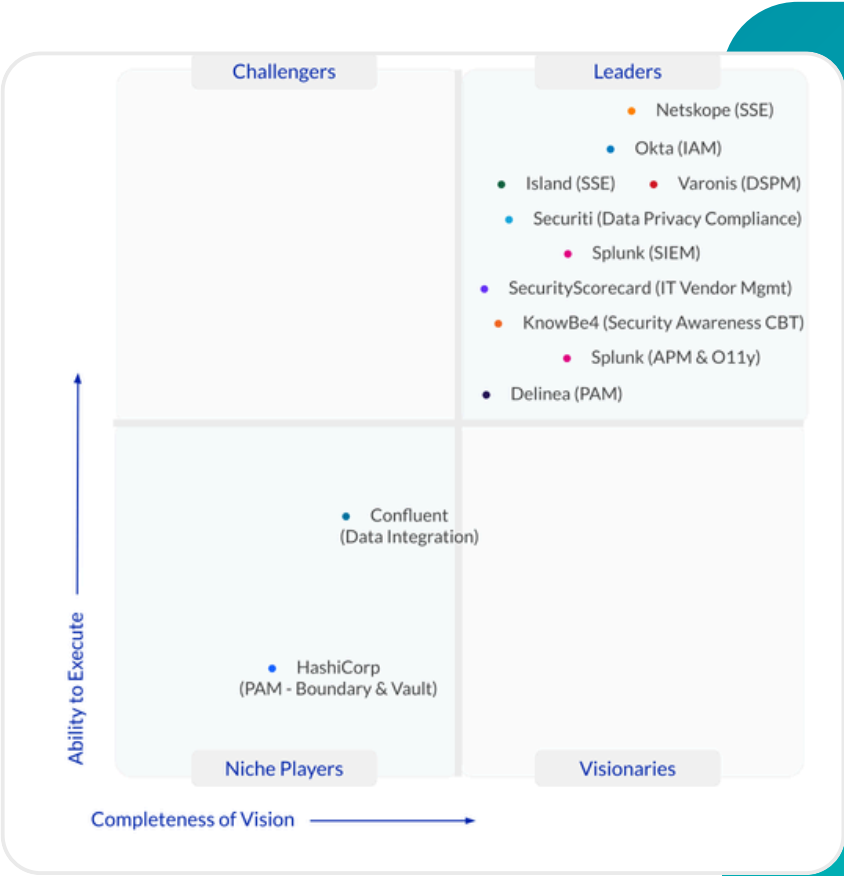 Challengers
Leaders
Netskope (SSE)
Okta (IAM)
Island (SSE)
Varonis (DSPM)
Securiti (Data Privacy Compliance)
Splunk (SIEM)
SecurityScorecard (IT Vendor Mgmt)
KnowBe4 (Security Awareness CBT)
Splunk (APM & O11y)
Delinea (PAM)
Confluent
(Data Integration)
HashiCorp
(PAM - Boundary & Vault)
Ability to Execute
Niche Players
Visionaries
Completeness of Vision